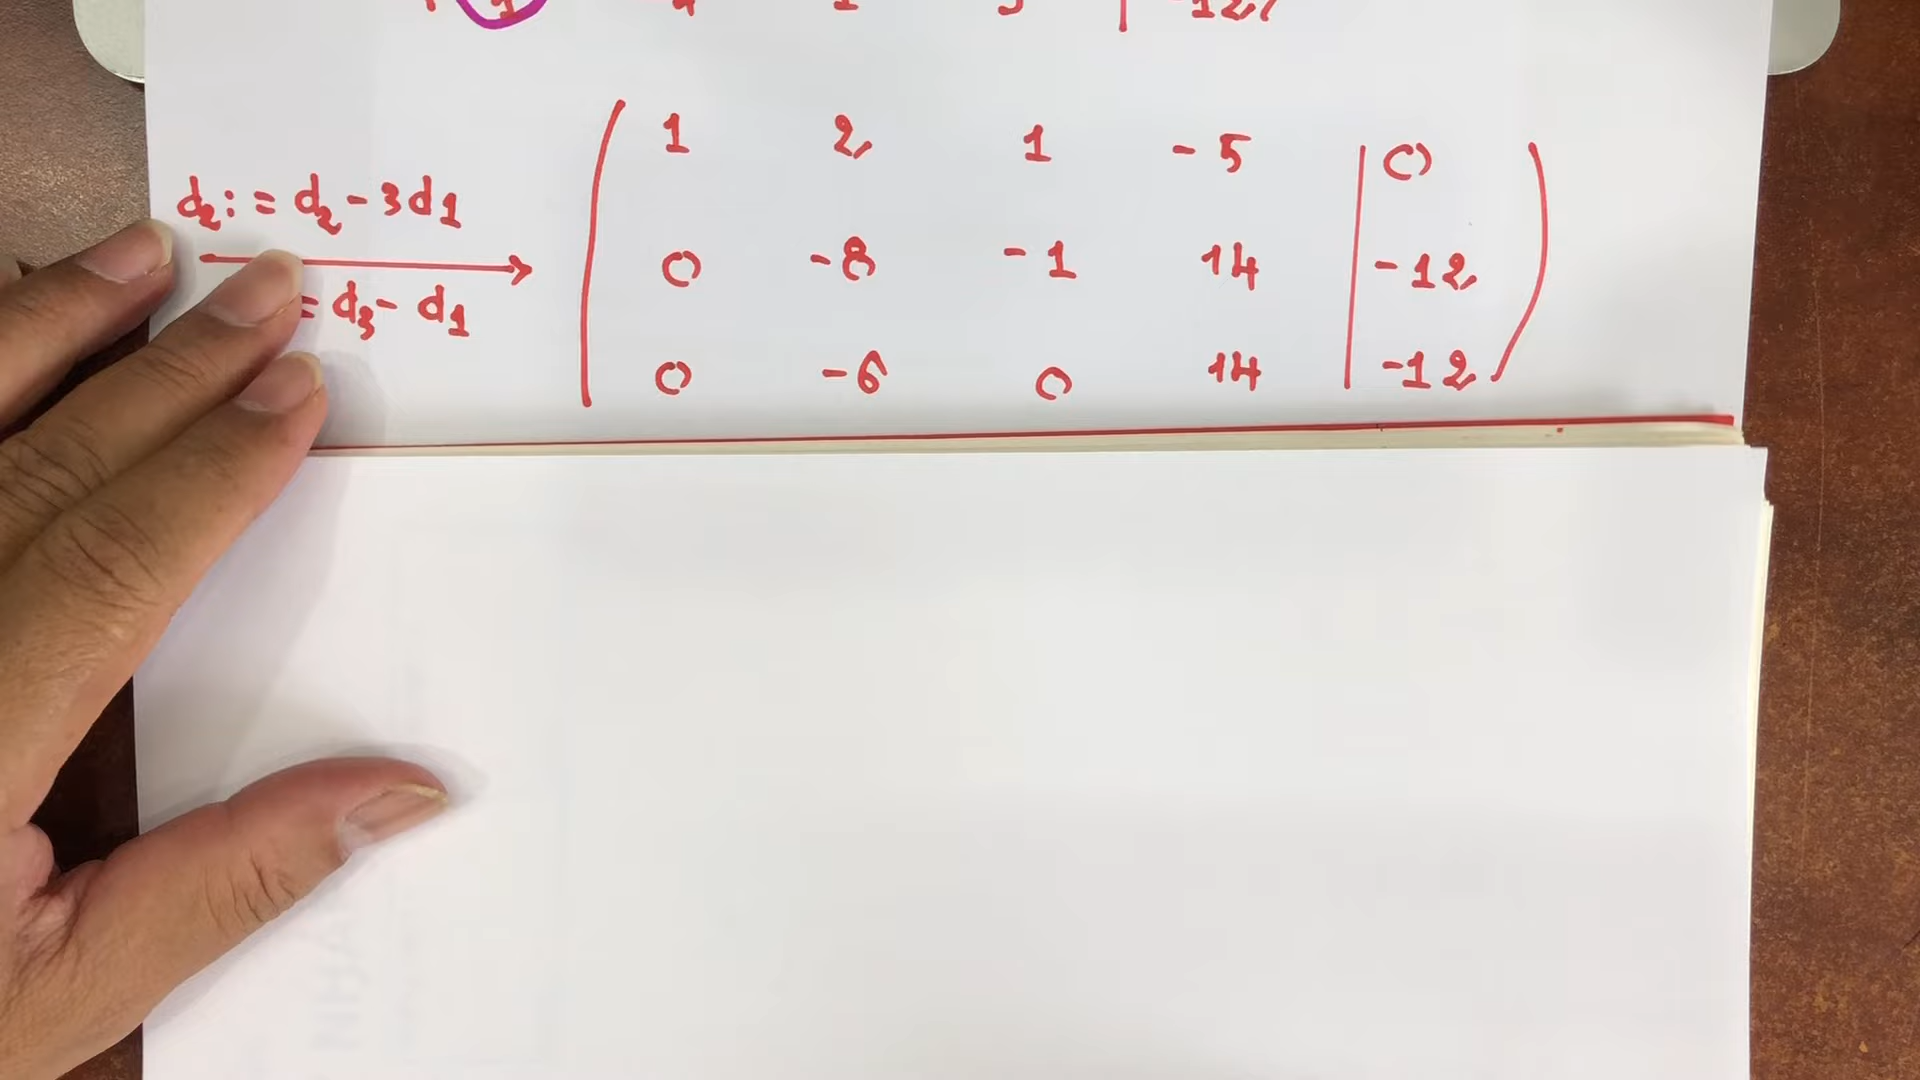 1 2 1 -5 | 0
d₂ := d₂ - 3d1
0 -8 -1 14 | -12
= d₃ - d1
0 -6 0 14 | -12